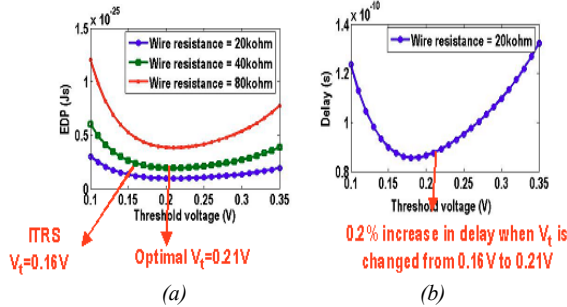 1.5 x 10^-25
Wire resistance = 20kohm
Wire resistance = 40kohm
Wire resistance = 80kohm
EDP (Js)
1
0.5
0
0.1 0.15 0.2 0.25 0.3 0.35
Threshold voltage (V)
ITRS
Vt=0.16V
Optimal Vt=0.21V
(a)
1.4 x 10^-10
Wire resistance = 20kohm
Delay (s)
1.2
1
0.8
0.1 0.15 0.2 0.25 0.3 0.35
Threshold voltage (V)
0.2% increase in delay when Vt is
changed from 0.16V to 0.21V
(b)